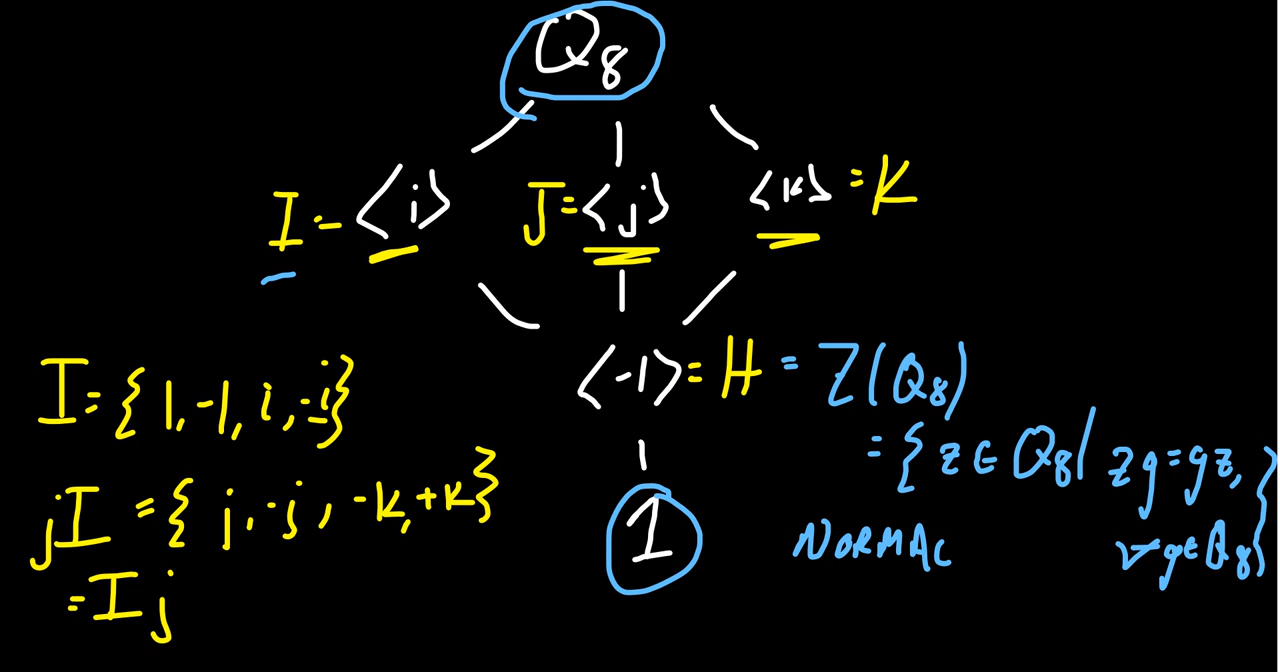 Q₈
I = <i> J = <j> <k> = K
<-1> = H = Z(Q₈)
= {z ∈ Q₈ | zg = gz, ∀g ∈ Q₈}
1
NORMAL
I = {1, -1, i, -i}
jI = {j, -j, -k, +k}
= Ij